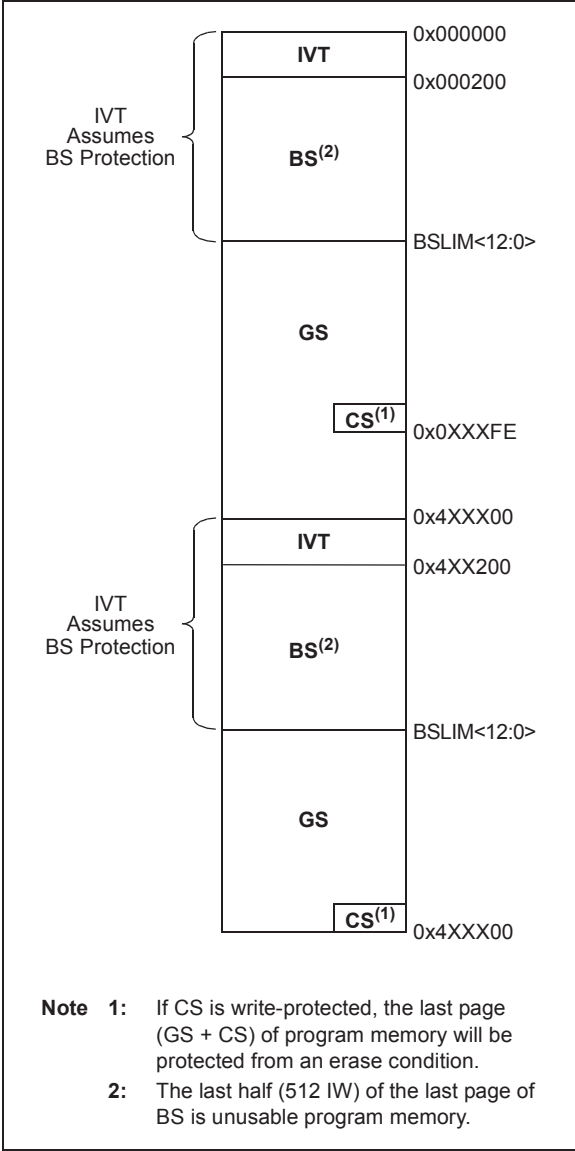 0x000000
IVT
0x000200
IVT
Assumes
BS Protection
BS(2)
BSLIM<12:0>
GS
CS(1)
0x0XXXFE
0x4XXX00
IVT
0x4XX200
IVT
Assumes
BS Protection
BS(2)
BSLIM<12:0>
GS
CS(1)
0x4XXX00
Note 1: If CS is write-protected, the last page
(GS + CS) of program memory will be
protected from an erase condition.
2: The last half (512 IW) of the last page of
BS is unusable program memory.